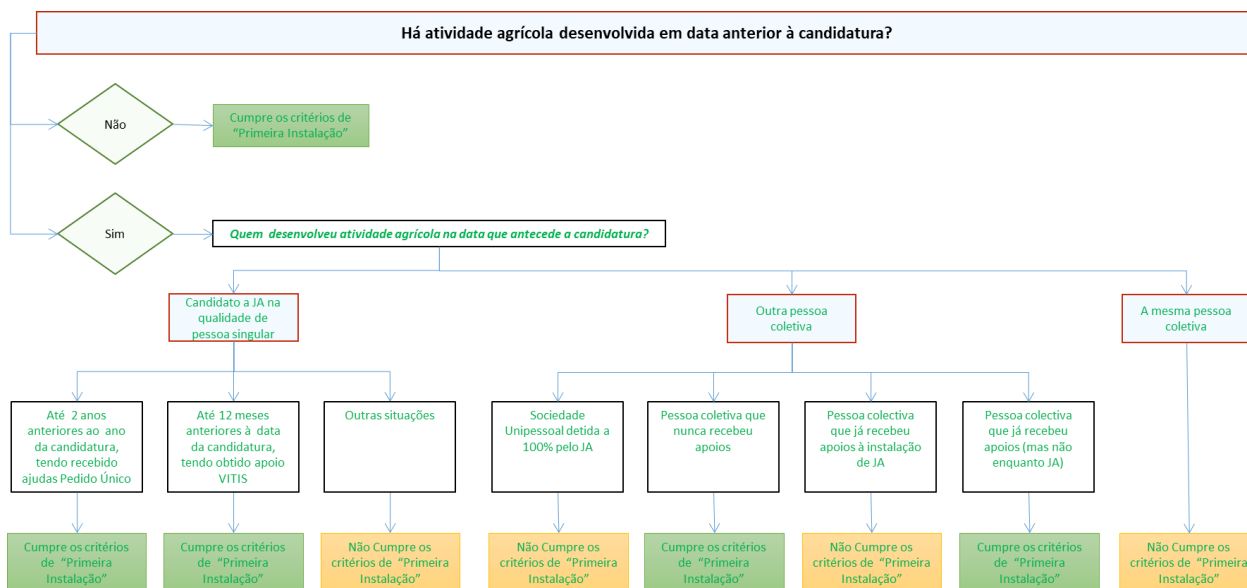 Há atividade agrícola desenvolvida em data anterior à candidatura?
Não
Cumpre os critérios de
“Primeira Instalação”
Sim
Quem desenvolveu atividade agrícola na data que antecede a candidatura?
Candidato a JA na
qualidade de
pessoa singular
Outra pessoa
coletiva
A mesma pessoa
coletiva
Até 2 anos
anteriores ao ano
da candidatura,
tendo recebido
ajudas Pedido Único
Até 12 meses
anteriores à data
da candidatura,
tendo obtido apoio
VITIS
Outras situações
Sociedade
Unipessoal detida a
100% pelo JA
Pessoa coletiva que
nunca recebeu
apoios
Pessoa colectiva
que já recebeu
apoios à instalação
de JA
Pessoa colectiva
que já recebeu
apoios (mas não
enquanto JA)
Cumpre os critérios
de “Primeira
Instalação”
Cumpre os critérios
de “Primeira
Instalação”
Não Cumpre os
critérios de “Primeira
Instalação”
Não Cumpre os
critérios de “Primeira
Instalação”
Cumpre os critérios
de “Primeira
Instalação”
Não Cumpre os
critérios de “Primeira
Instalação”
Cumpre os critérios
de “Primeira
Instalação”
Não Cumpre os
critérios de “Primeira
Instalação”